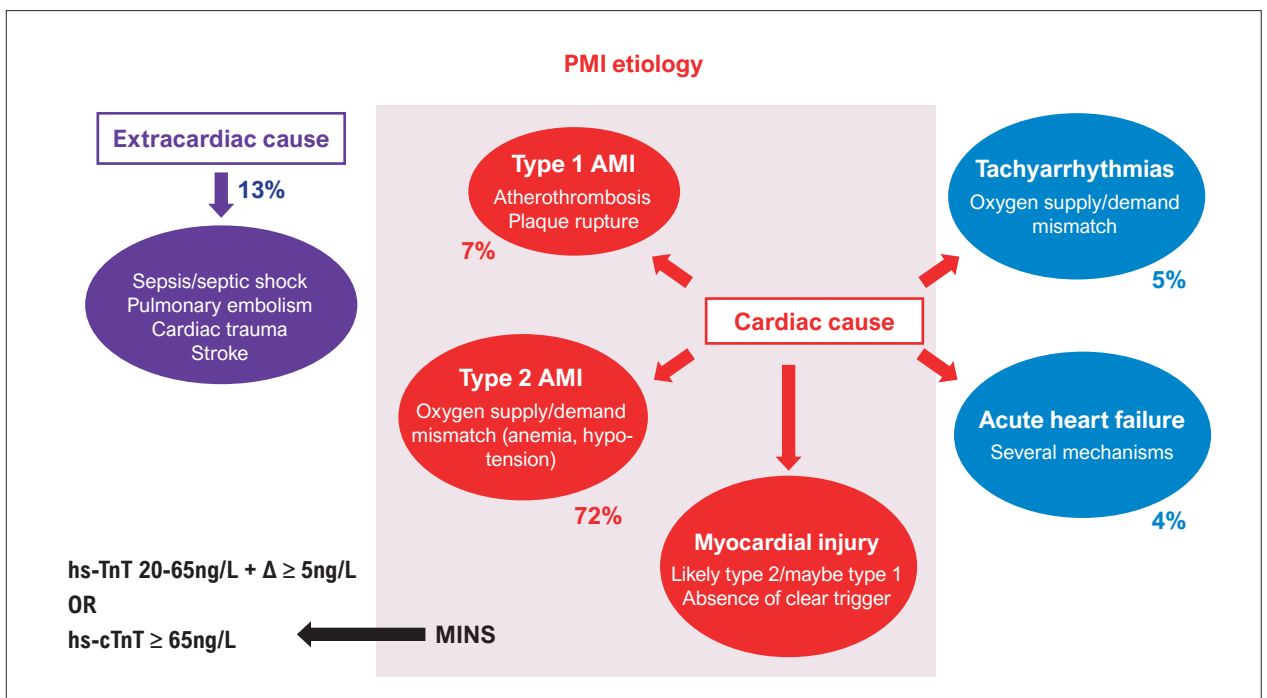 PMI etiology
Extracardiac cause
13%
Sepsis/septic shock
Pulmonary embolism
Cardiac trauma
Stroke
Type 1 AMI
Atherothrombosis
Plaque rupture
7%
Tachyarrhythmias
Oxygen supply/demand
mismatch
5%
Cardiac cause
Type 2 AMI
Oxygen supply/demand
mismatch (anemia, hypo-
tension)
72%
Acute heart failure
Several mechanisms
4%
Myocardial injury
Likely type 2/maybe type 1
Absence of clear trigger
hs-TnT 20-65ng/L + Δ ≥ 5ng/L
OR
hs-cTnT ≥ 65ng/L
MINS